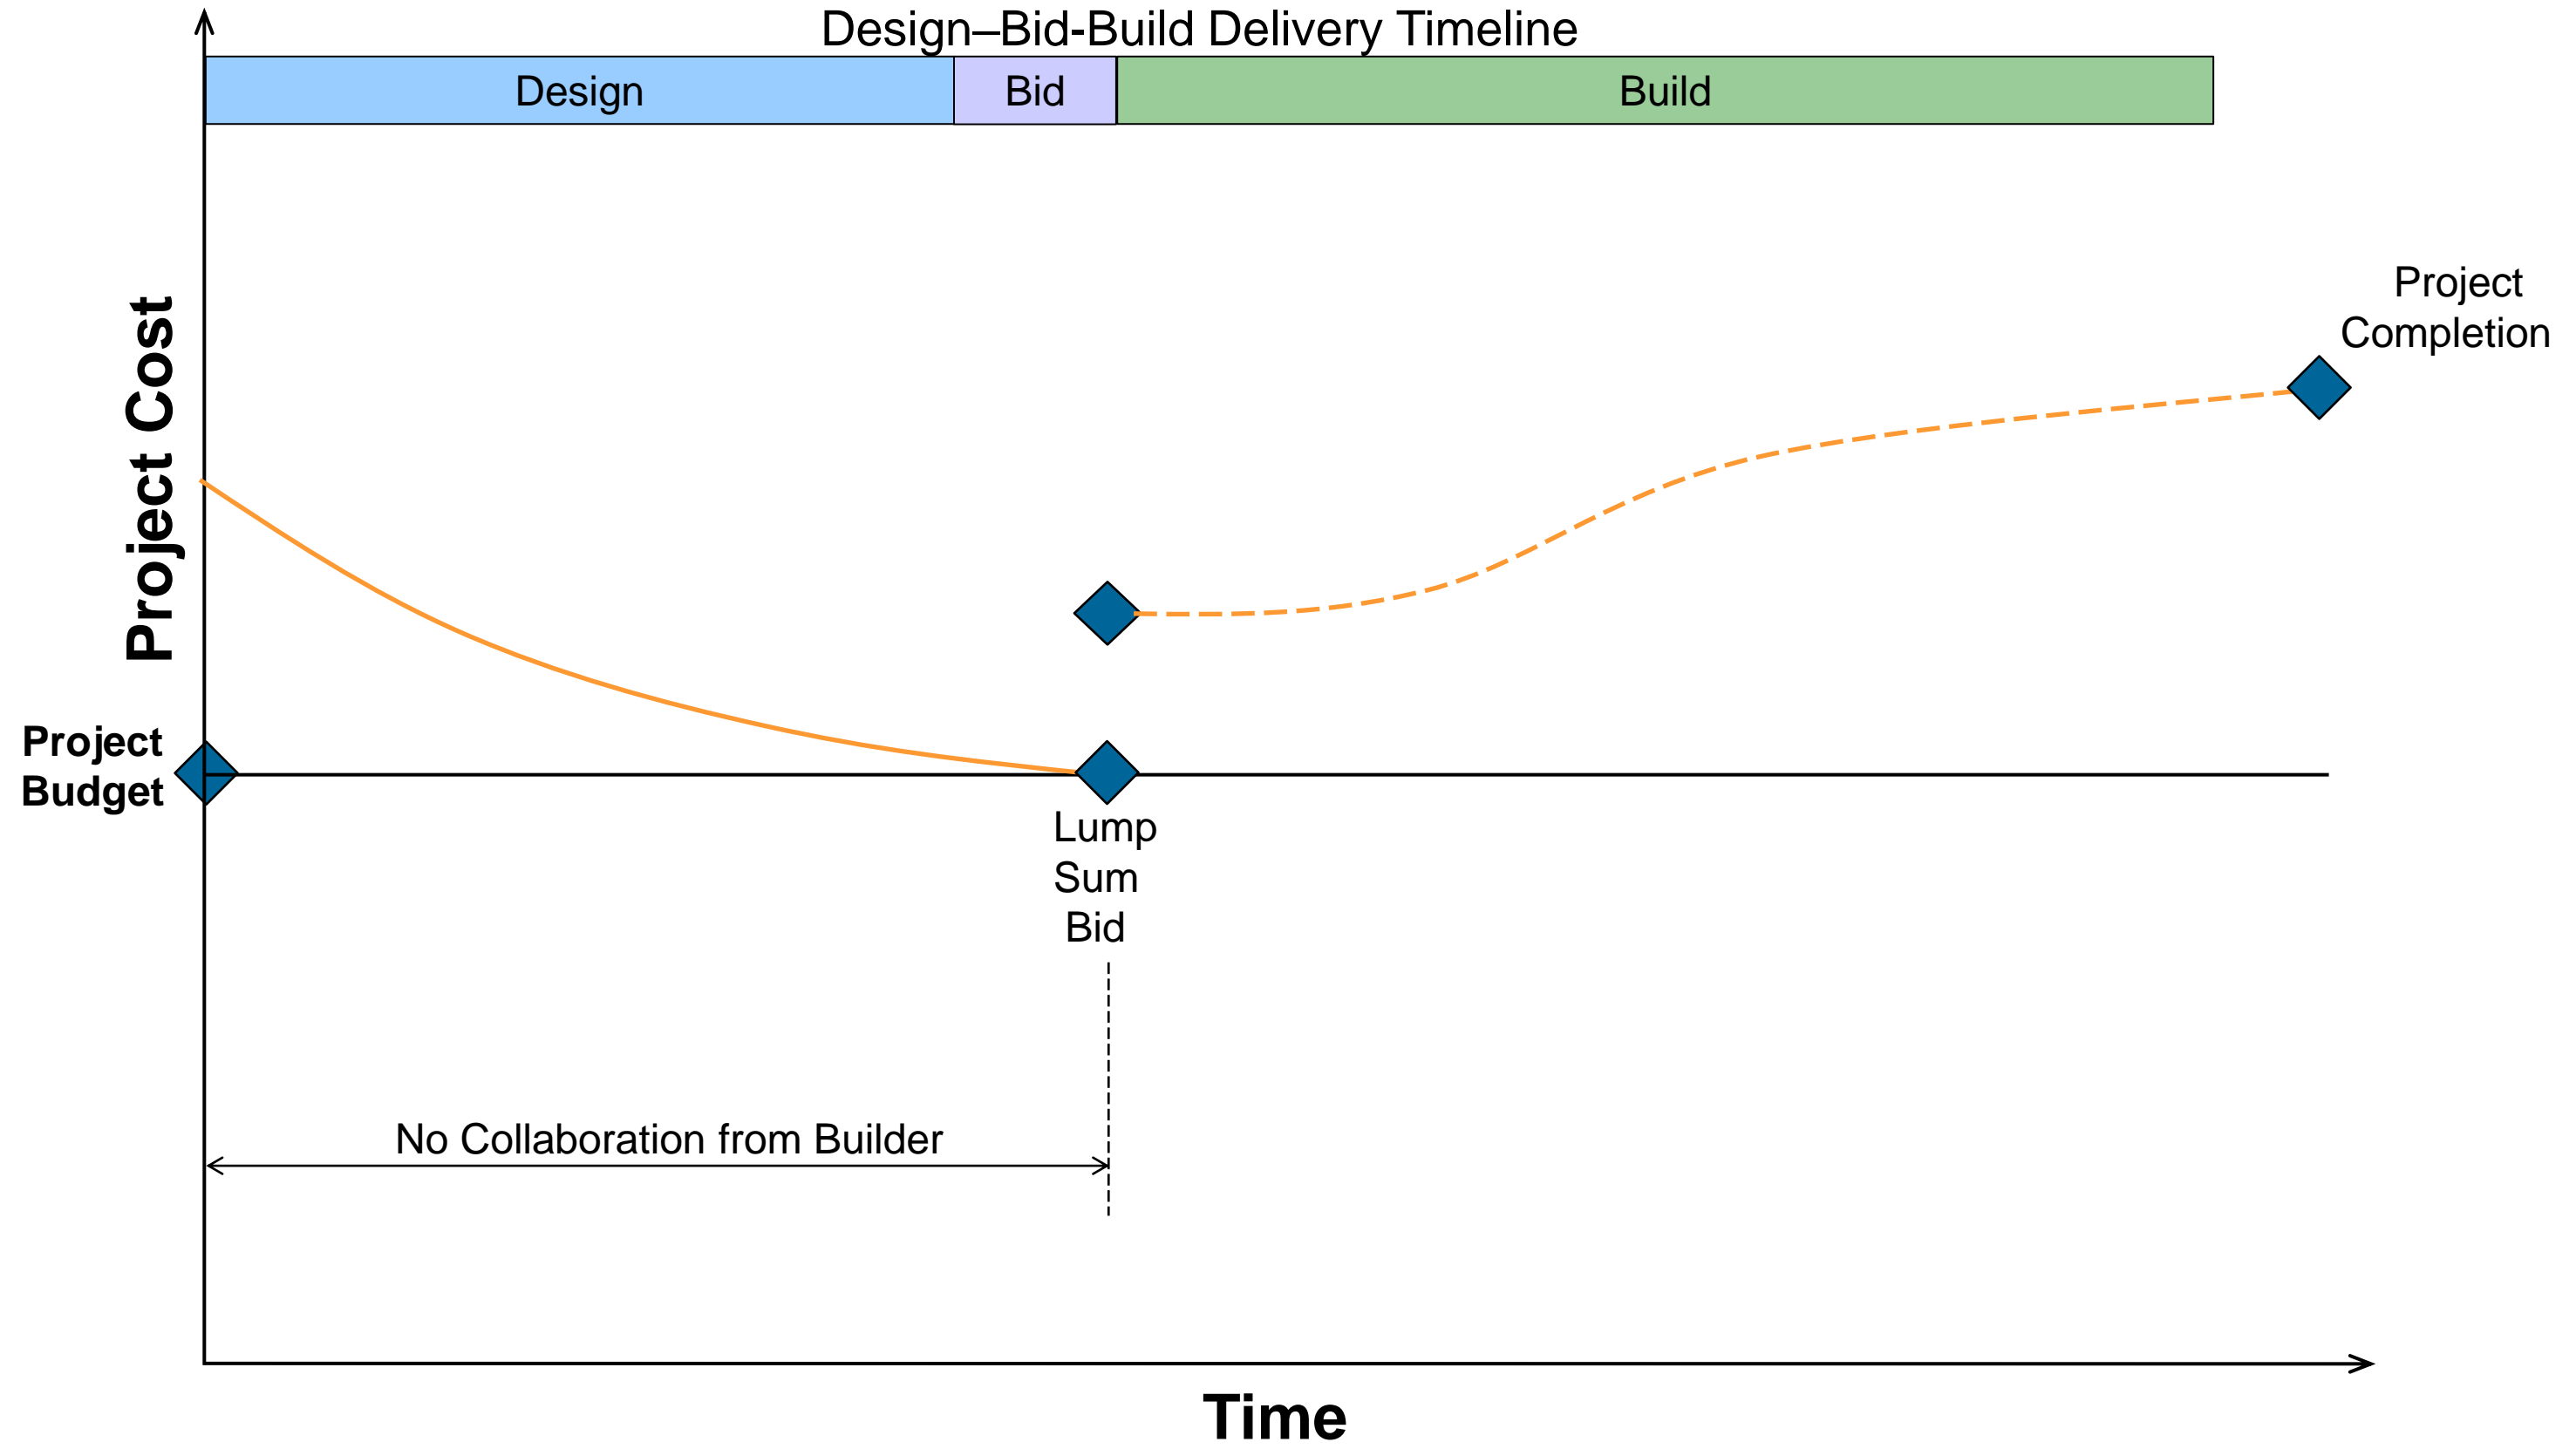 Design–Bid-Build Delivery Timeline
Design
Bid
Build
Project
Completion
Project Cost
Project
Budget
Lump
Sum
Bid
No Collaboration from Builder
Time